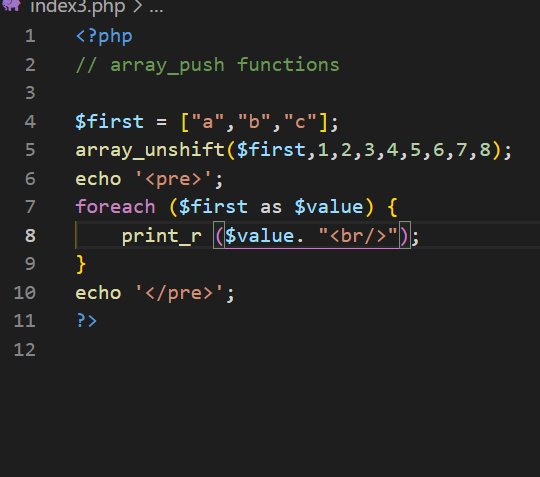 index3.php > ...
1 <?php
2 // array_push functions
3
4 $first = ["a","b","c"];
5 array_unshift($first,1,2,3,4,5,6,7,8);
6 echo '<pre>';
7 foreach ($first as $value) {
8 print_r ($value. "<br/>");
9 }
10 echo '</pre>';
11 ?>
12